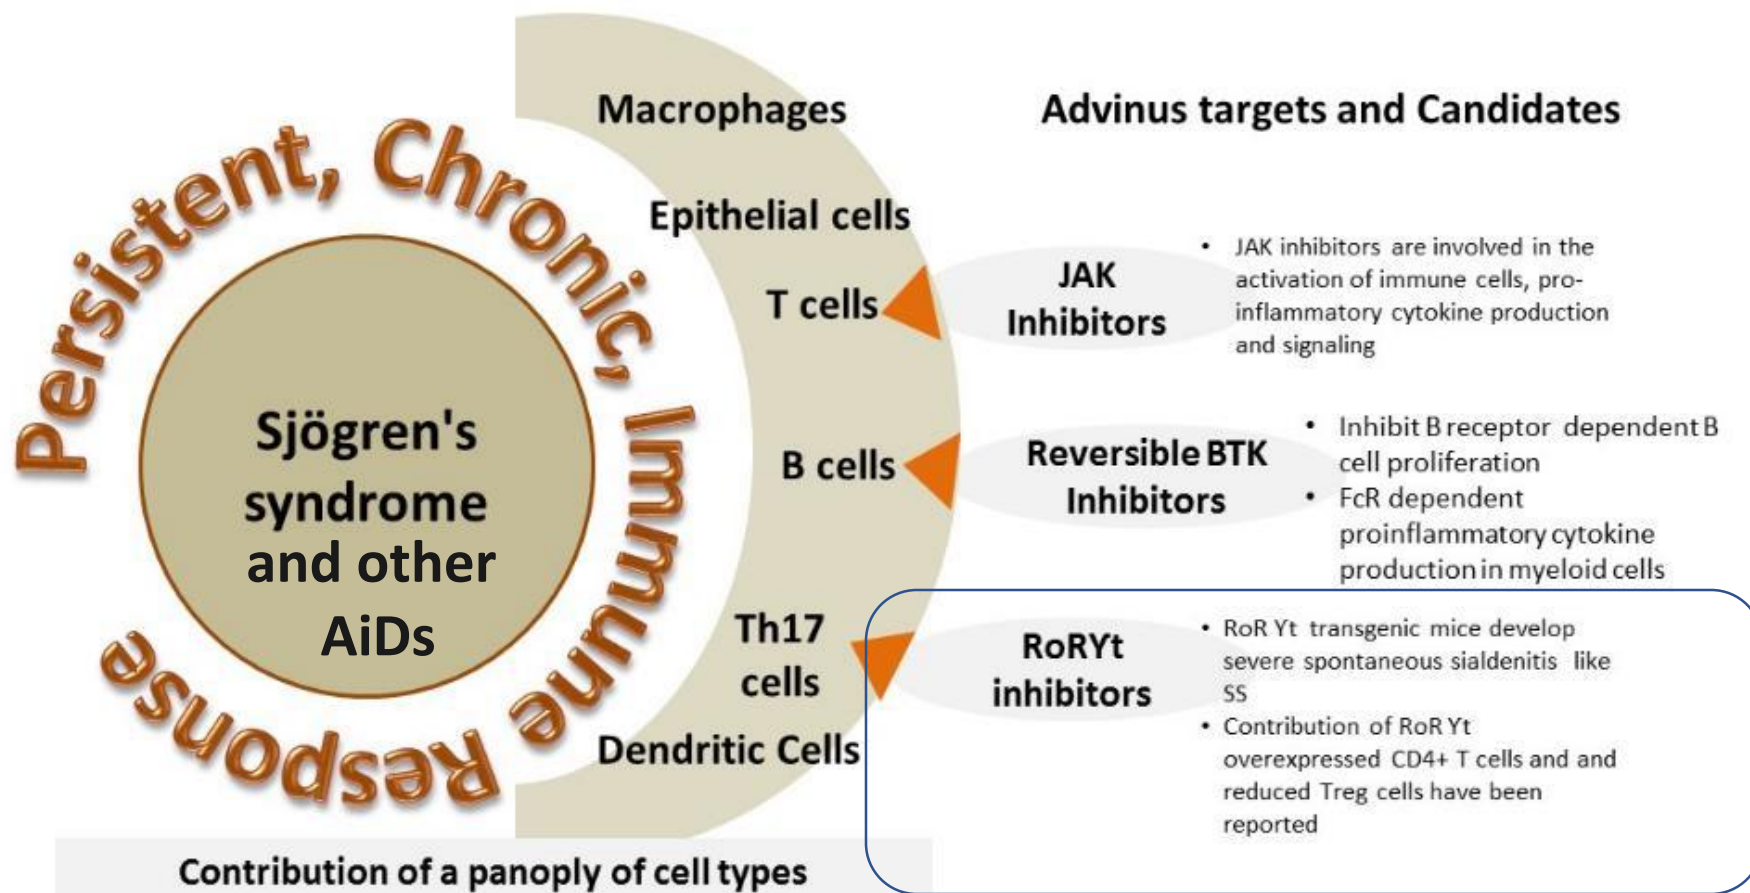 Persistent, Chronic, Immune Response
Sjögren's
syndrome
and other
AiDs
Macrophages
Epithelial cells
T cells
B cells
Th17
cells
Dendritic Cells
Contribution of a panoply of cell types
Advinus targets and Candidates
JAK
Inhibitors
• JAK inhibitors are involved in the
activation of immune cells, pro-
inflammatory cytokine production
and signaling
Reversible BTK
Inhibitors
• Inhibit B receptor dependent B
cell proliferation
• FcR dependent
proinflammatory cytokine
production in myeloid cells
RoRYt
inhibitors
• RoR Yt transgenic mice develop
severe spontaneous sialdenitis like
SS
• Contribution of RoR Yt
overexpressed CD4+ T cells and and
reduced Treg cells have been
reported